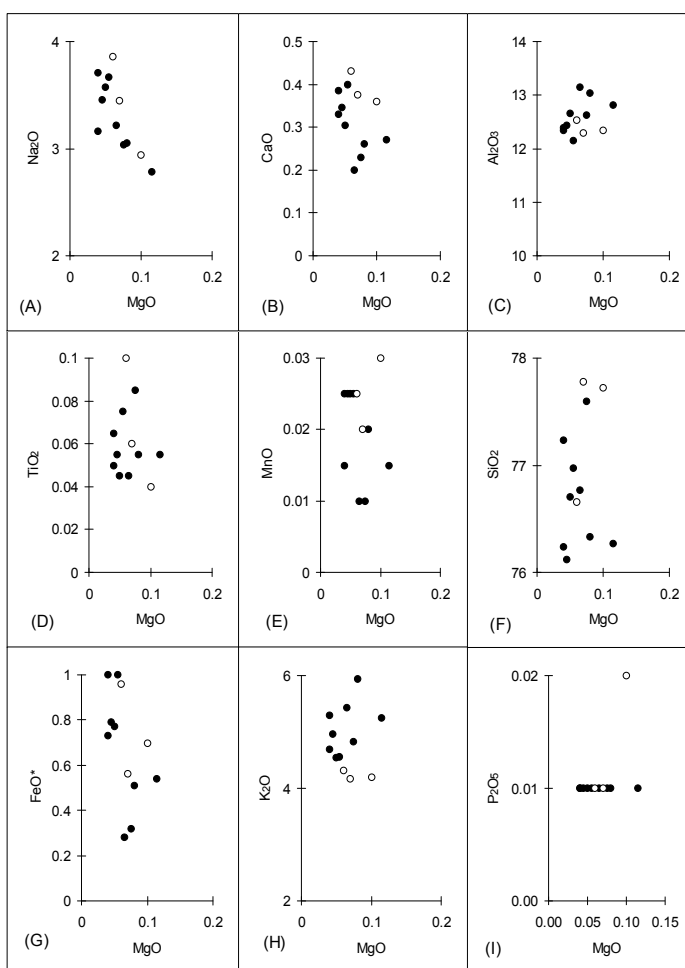 4
3
2
Na₂O
0
0.1
0.2
MgO
(A)
0.5
0.4
0.3
0.2
0.1
0
CaO
0
0.1
0.2
MgO
(B)
14
13
12
11
10
Al₂O₃
0
0.1
0.2
MgO
(C)
0.1
0.08
0.06
0.04
0.02
0
TiO₂
0
0.1
0.2
MgO
(D)
0.03
0.02
0.01
0
MnO
0
0.1
0.2
MgO
(E)
78
77
76
SiO₂
0
0.1
0.2
MgO
(F)
1
0.8
0.6
0.4
0.2
0
FeO*
0
0.1
0.2
MgO
(G)
6
4
2
K₂O
0
0.1
0.2
MgO
(H)
0.02
0.01
0.00
P₂O₅
0.00
0.05
0.10
0.15
MgO
(I)